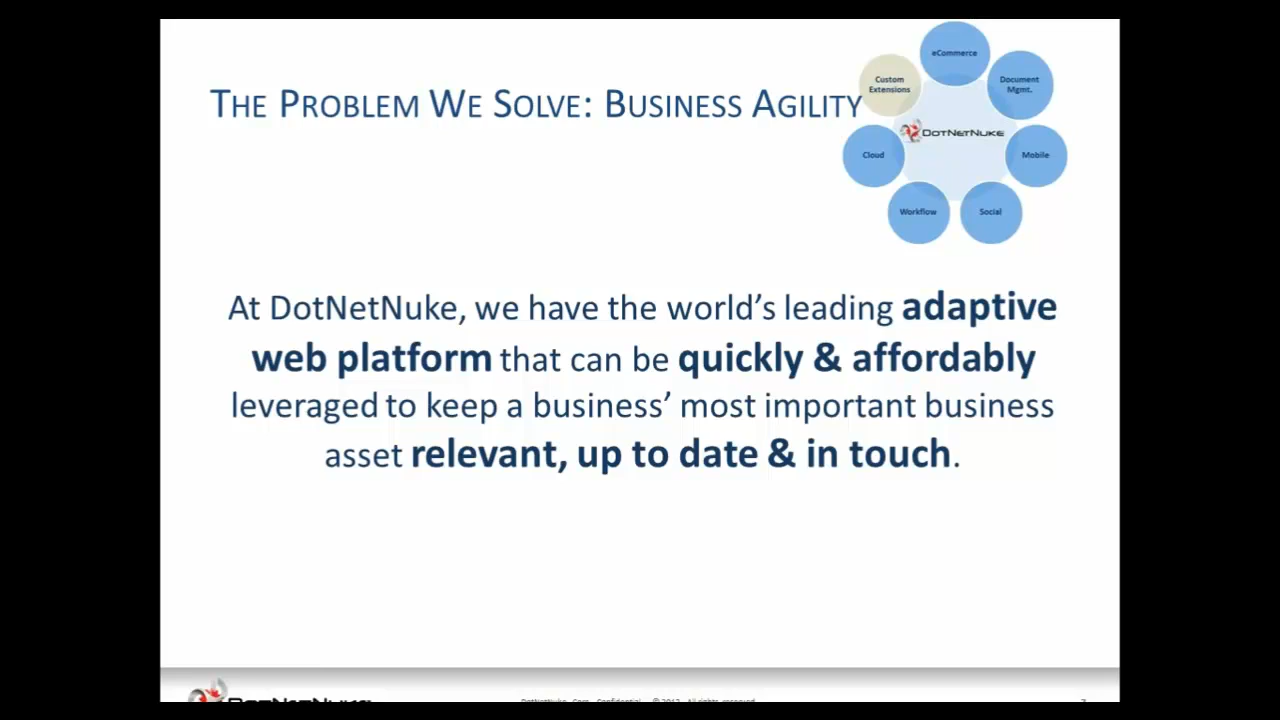 THE PROBLEM WE SOLVE: BUSINESS AGILITY
eCommerce
Custom
Extensions
Document
Mgmt.
DOTNETNUKE
Cloud
Mobile
Workflow
Social
At DotNetNuke, we have the world’s leading adaptive
web platform that can be quickly & affordably
leveraged to keep a business’ most important business
asset relevant, up to date & in touch.
DOTNETNUKE